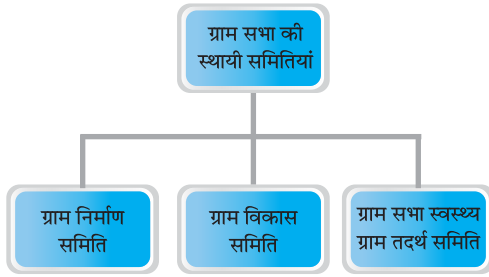 ग्राम सभा की
स्थायी समितियां
ग्राम निर्माण
समिति
ग्राम विकास
समिति
ग्राम सभा स्वस्थ्य
ग्राम तदर्थ समिति